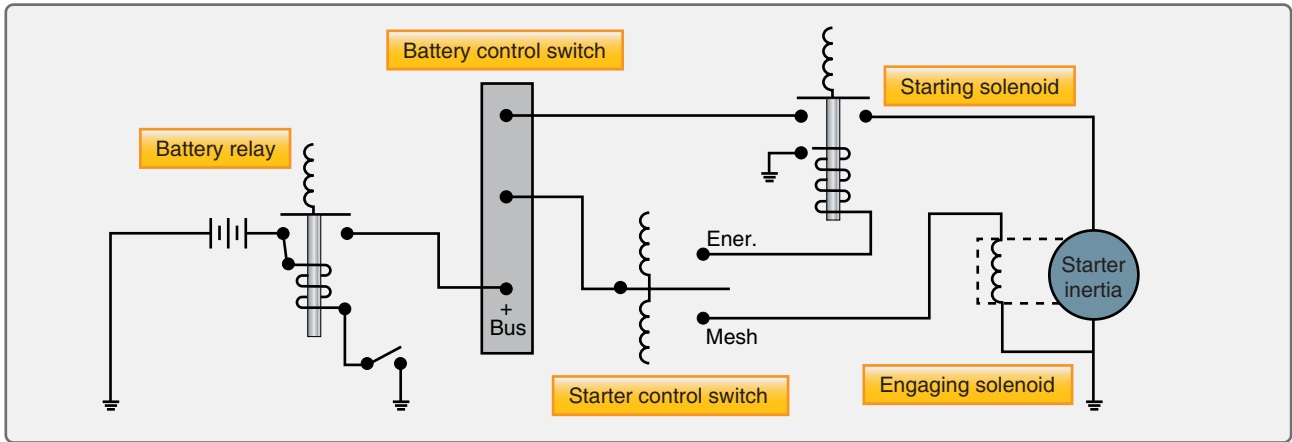 Battery control switch
Starting solenoid
Battery relay
Ener.
Starter
inertia
+
Bus
Mesh
Starter control switch
Engaging solenoid